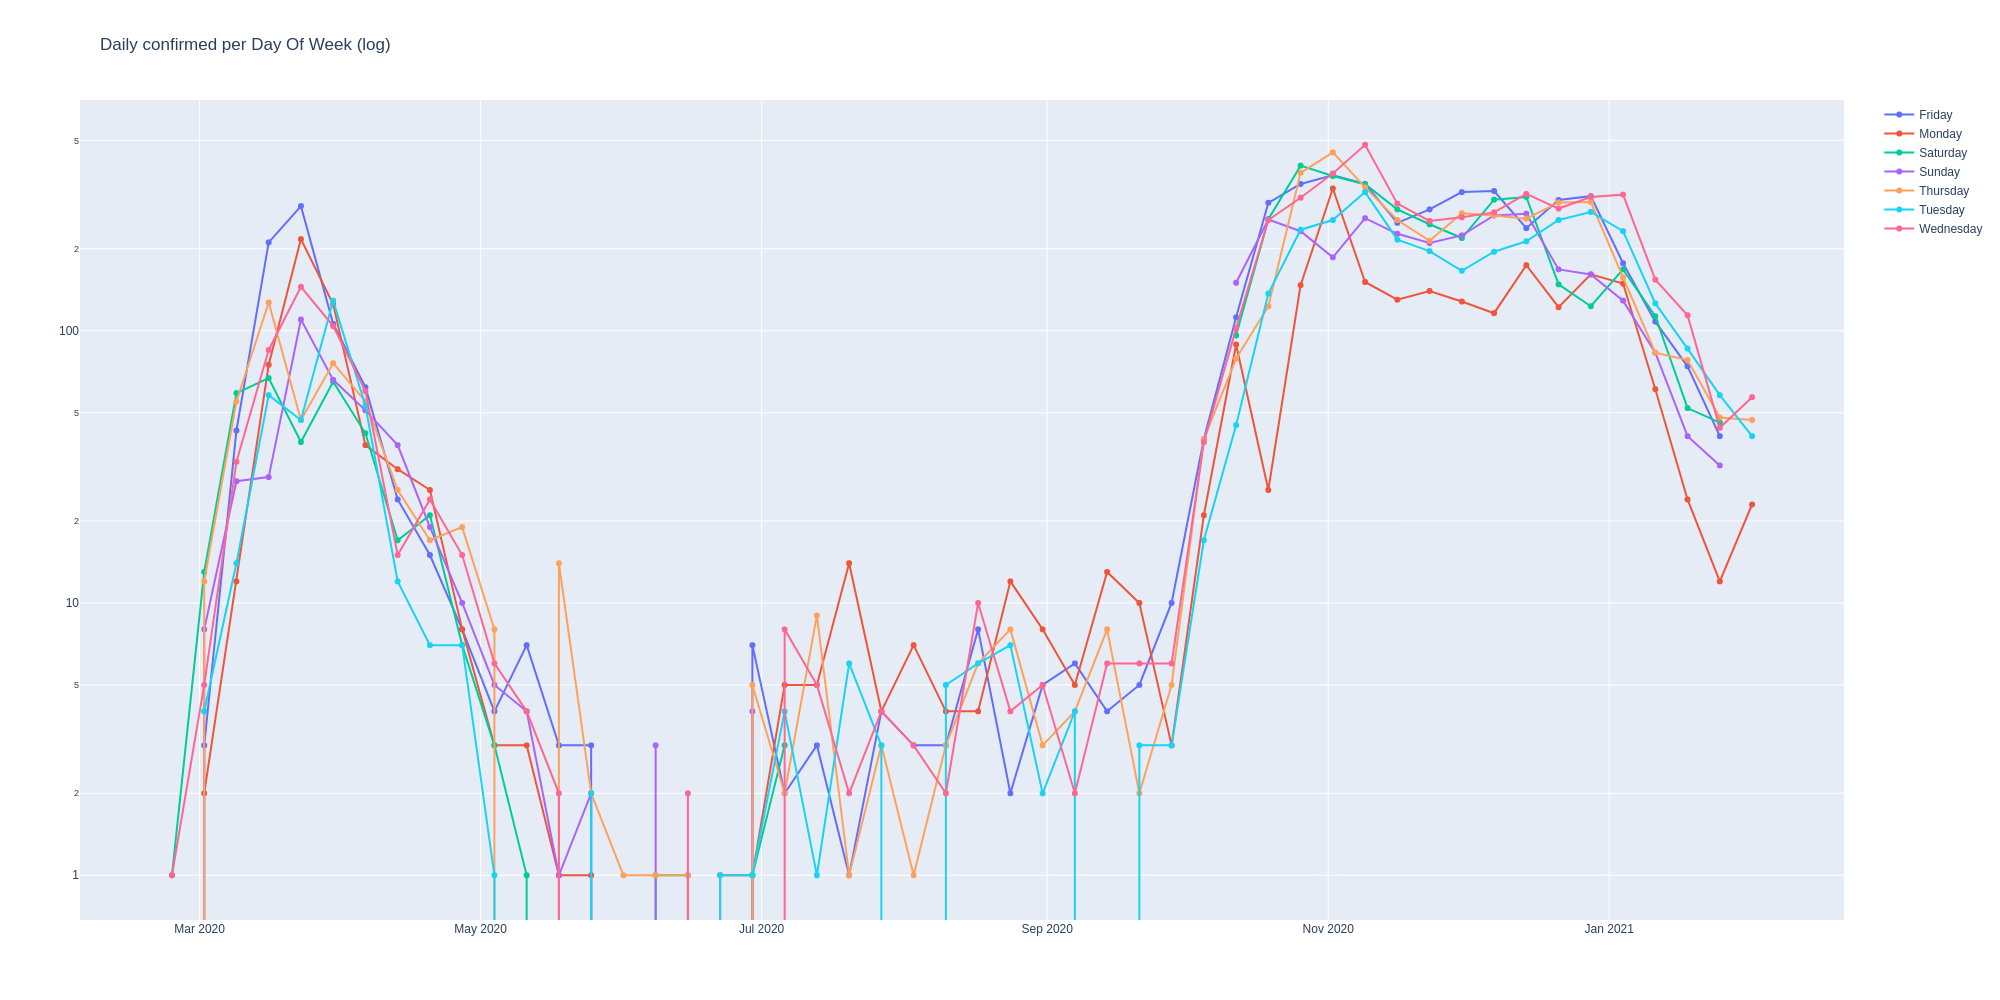 Daily confirmed per Day Of Week (log)
5
2
100
5
2
10
5
2
1
Mar 2020
May 2020
Jul 2020
Sep 2020
Nov 2020
Jan 2021
Friday
Monday
Saturday
Sunday
Thursday
Tuesday
Wednesday